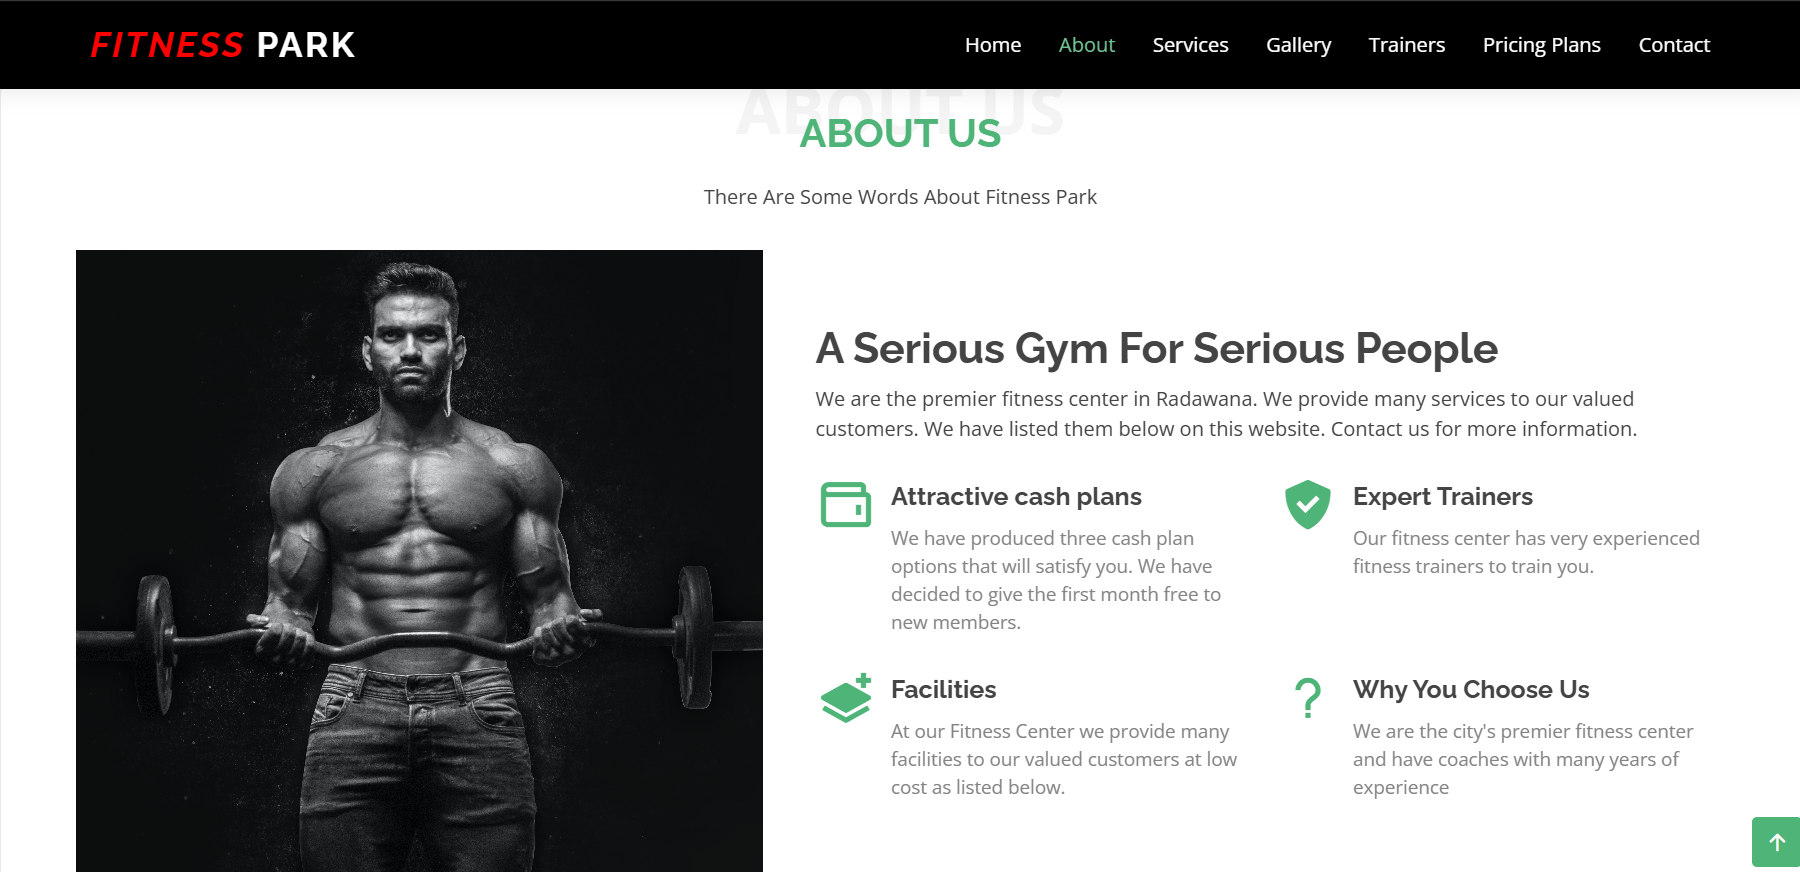 FITNESS PARK
Home About Services Gallery Trainers Pricing Plans Contact
ABOUT US
ABOUT US
There Are Some Words About Fitness Park
A Serious Gym For Serious People
We are the premier fitness center in Radawana. We provide many services to our valued
customers. We have listed them below on this website. Contact us for more information.
Attractive cash plans
We have produced three cash plan
options that will satisfy you. We have
decided to give the first month free to
new members.
Expert Trainers
Our fitness center has very experienced
fitness trainers to train you.
Facilities
At our Fitness Center we provide many
facilities to our valued customers at low
cost as listed below.
Why You Choose Us
We are the city's premier fitness center
and have coaches with many years of
experience